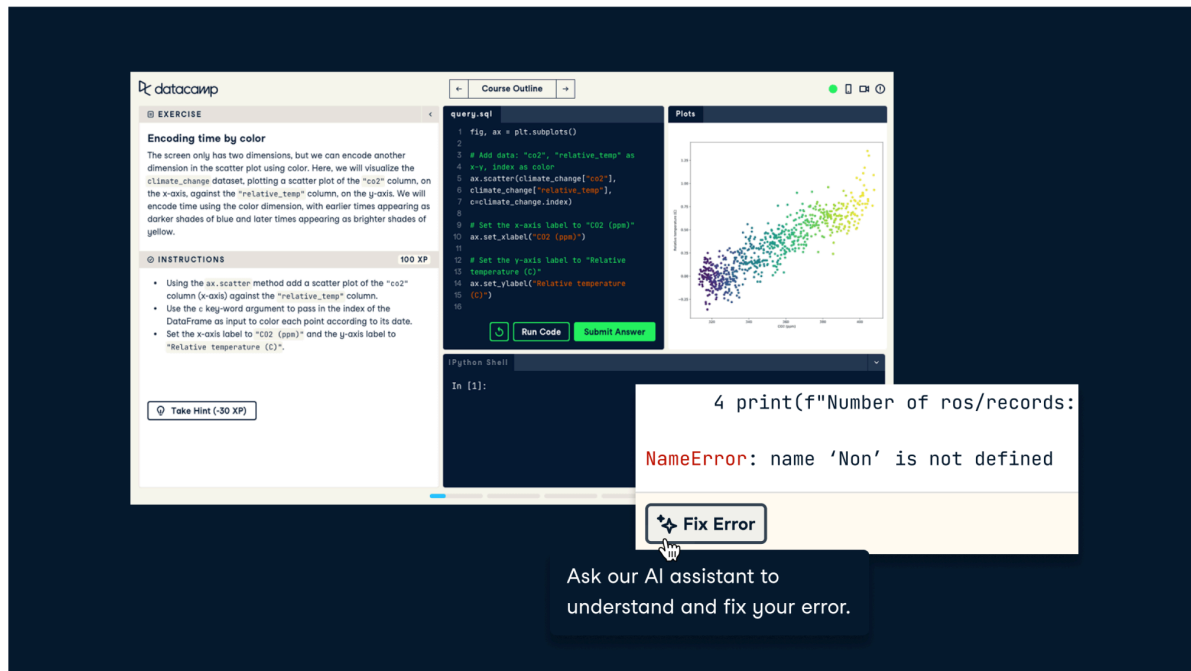 datacamp
← Course Outline →
EXERCISE
Encoding time by color
The screen only has two dimensions, but we can encode another
dimension in the scatter plot using color. Here, we will visualize the
climate_change dataset, plotting a scatter plot of the "co2" column, on
the x-axis, against the "relative_temp" column, on the y-axis. We will
encode time using the color dimension, with earlier times appearing as
darker shades of blue and later times appearing as brighter shades of
yellow.
INSTRUCTIONS 100 XP
• Using the ax.scatter method add a scatter plot of the "co2"
column (x-axis) against the "relative_temp" column.
• Use the c key-word argument to pass in the index of the
DataFrame as input to color each point according to its date.
• Set the x-axis label to "CO2 (ppm)" and the y-axis label to
"Relative temperature (C)".
Take Hint (-30 XP)
query.sql
1 fig, ax = plt.subplots()
2
3 # Add data: "co2", "relative_temp" as
4 x-y, index as color
5 ax.scatter(climate_change["co2"],
6 climate_change["relative_temp"],
7 c=climate_change.index)
8
9 # Set the x-axis label to "CO2 (ppm)"
10 ax.set_xlabel("CO2 (ppm)")
11
12 # Set the y-axis label to "Relative
13 temperature (C)"
14 ax.set_ylabel("Relative temperature
15 (C)")
16
Run Code
Submit Answer
Plots
Relative temperature (C)
CO2 (ppm)
IPython Shell
In [1]:
4 print(f"Number of ros/records:
NameError: name ‘Non’ is not defined
Fix Error
Ask our AI assistant to
understand and fix your error.